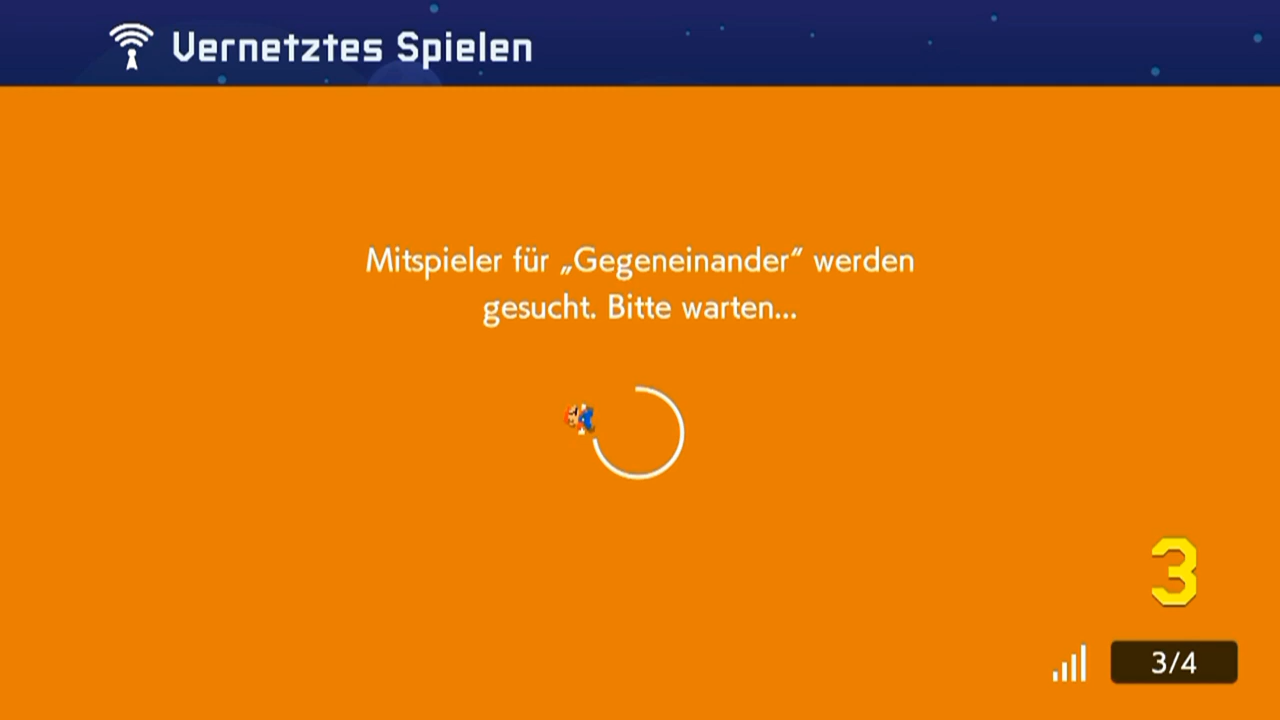 Vernetztes Spielen
Mitspieler für „Gegeneinander“ werden
gesucht. Bitte warten...
3
3/4